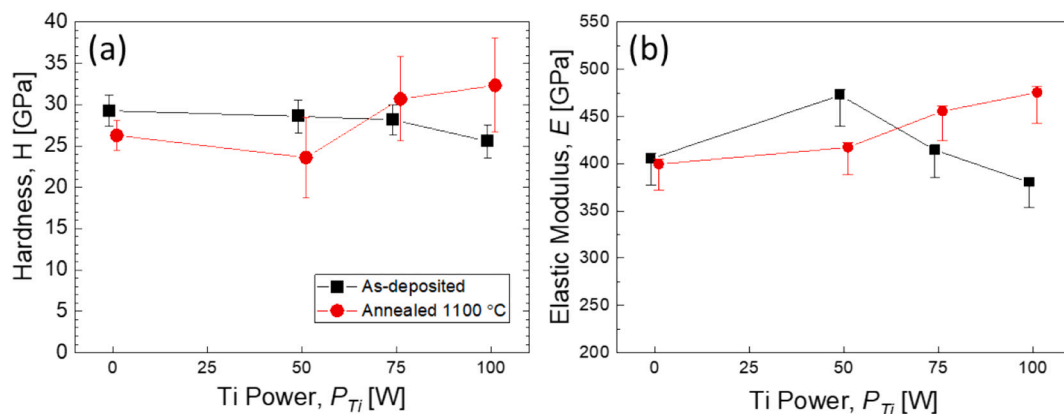 (a)
Hardness, H [GPa]
40
35
30
25
20
15
10
5
0
As-deposited
Annealed 1100 °C
0 25 50 75 100
Ti Power, P_Ti [W]
(b)
Elastic Modulus, E [GPa]
550
500
450
400
350
300
250
200
0 25 50 75 100
Ti Power, P_Ti [W]